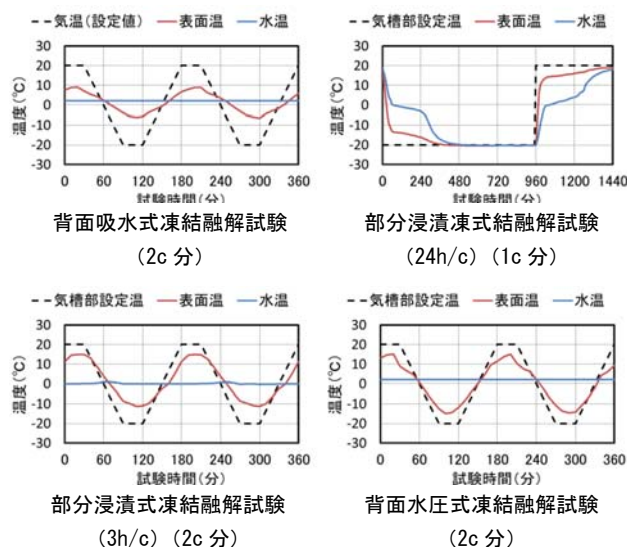 ---気温(設定値) —表面温 —水温
30
20
10
0
-10
-20
-30
温度(℃)
0 60 120 180 240 300 360
試験時間(分)
背面吸水式凍結融解試験
(2c 分)
---気槽部設定温 —表面温 —水温
30
20
10
0
-10
-20
-30
温度(℃)
0 240 480 720 960 1200 1440
試験時間(分)
部分浸漬凍式結融解試験
(24h/c) (1c 分)
---気槽部設定温 —表面温 —水温
30
20
10
0
-10
-20
-30
温度(℃)
0 60 120 180 240 300 360
試験時間(分)
部分浸漬式凍結融解試験
(3h/c) (2c 分)
---気槽部設定温 —表面温 —水温
30
20
10
0
-10
-20
-30
温度(℃)
0 60 120 180 240 300 360
試験時間(分)
背面水圧式凍結融解試験
(2c 分)